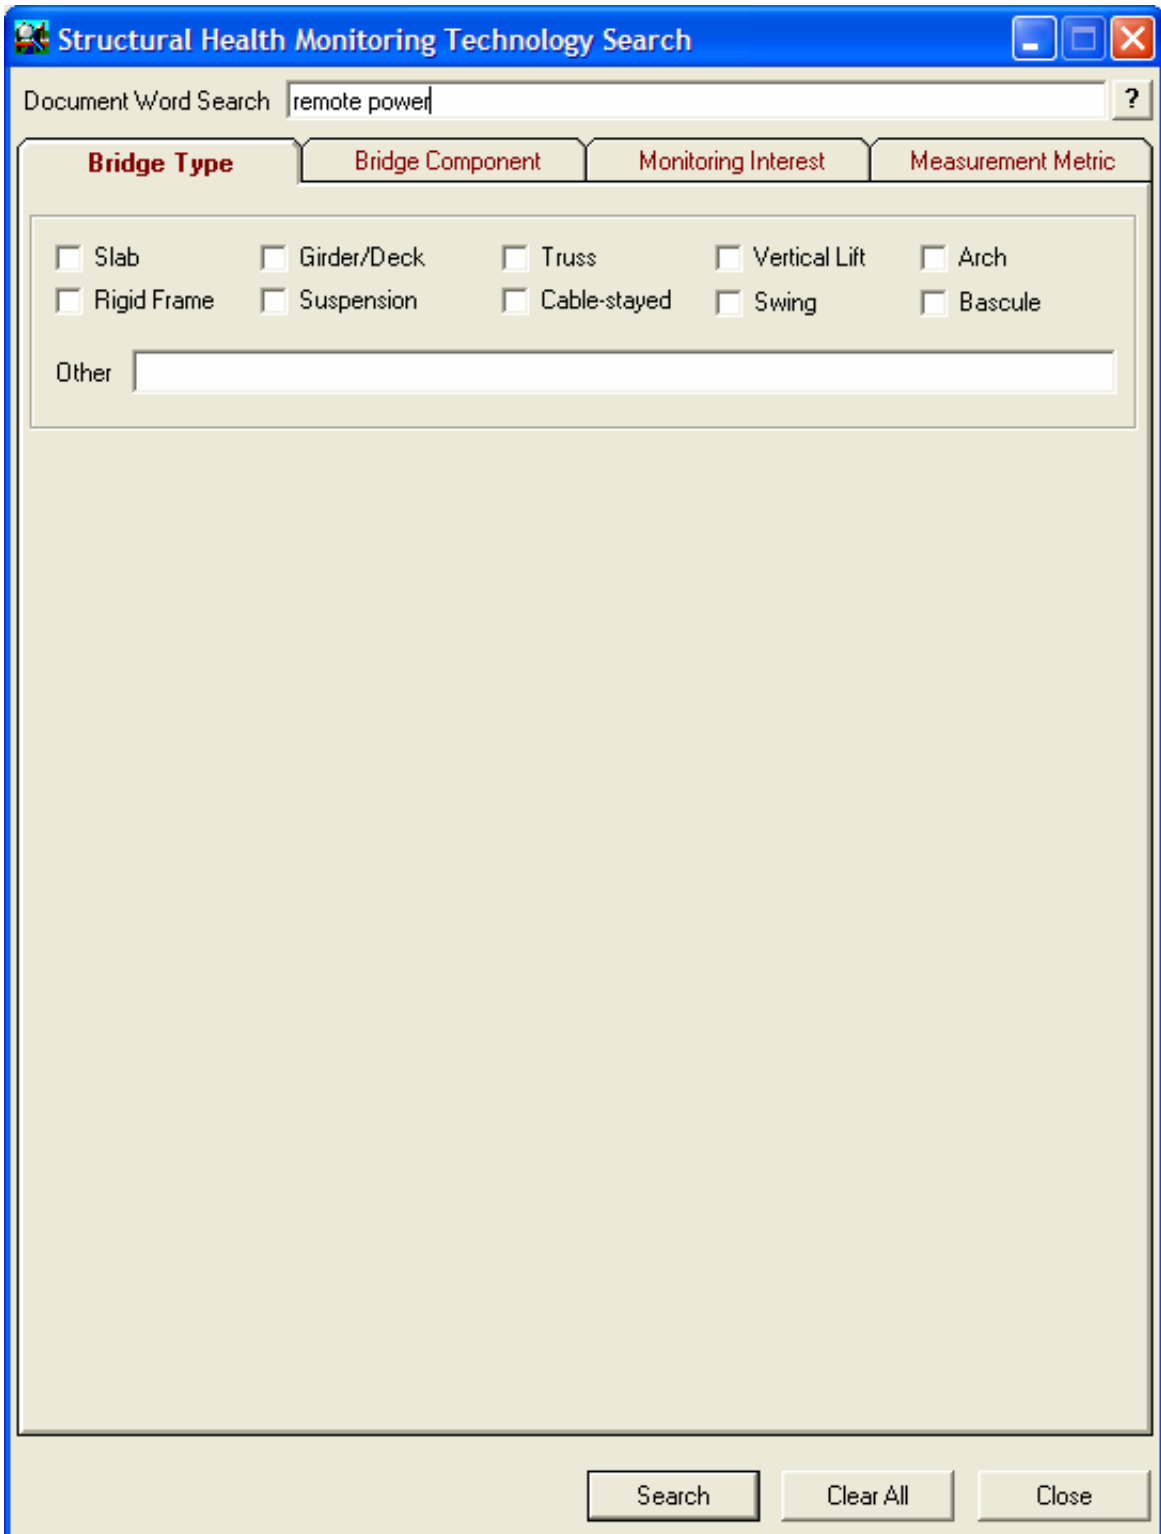 Structural Health Monitoring Technology Search
Document Word Search remote power ?
Bridge Type Bridge Component Monitoring Interest Measurement Metric
Slab Girder/Deck Truss Vertical Lift Arch
Rigid Frame Suspension Cable-stayed Swing Bascule
Other
Search Clear All Close